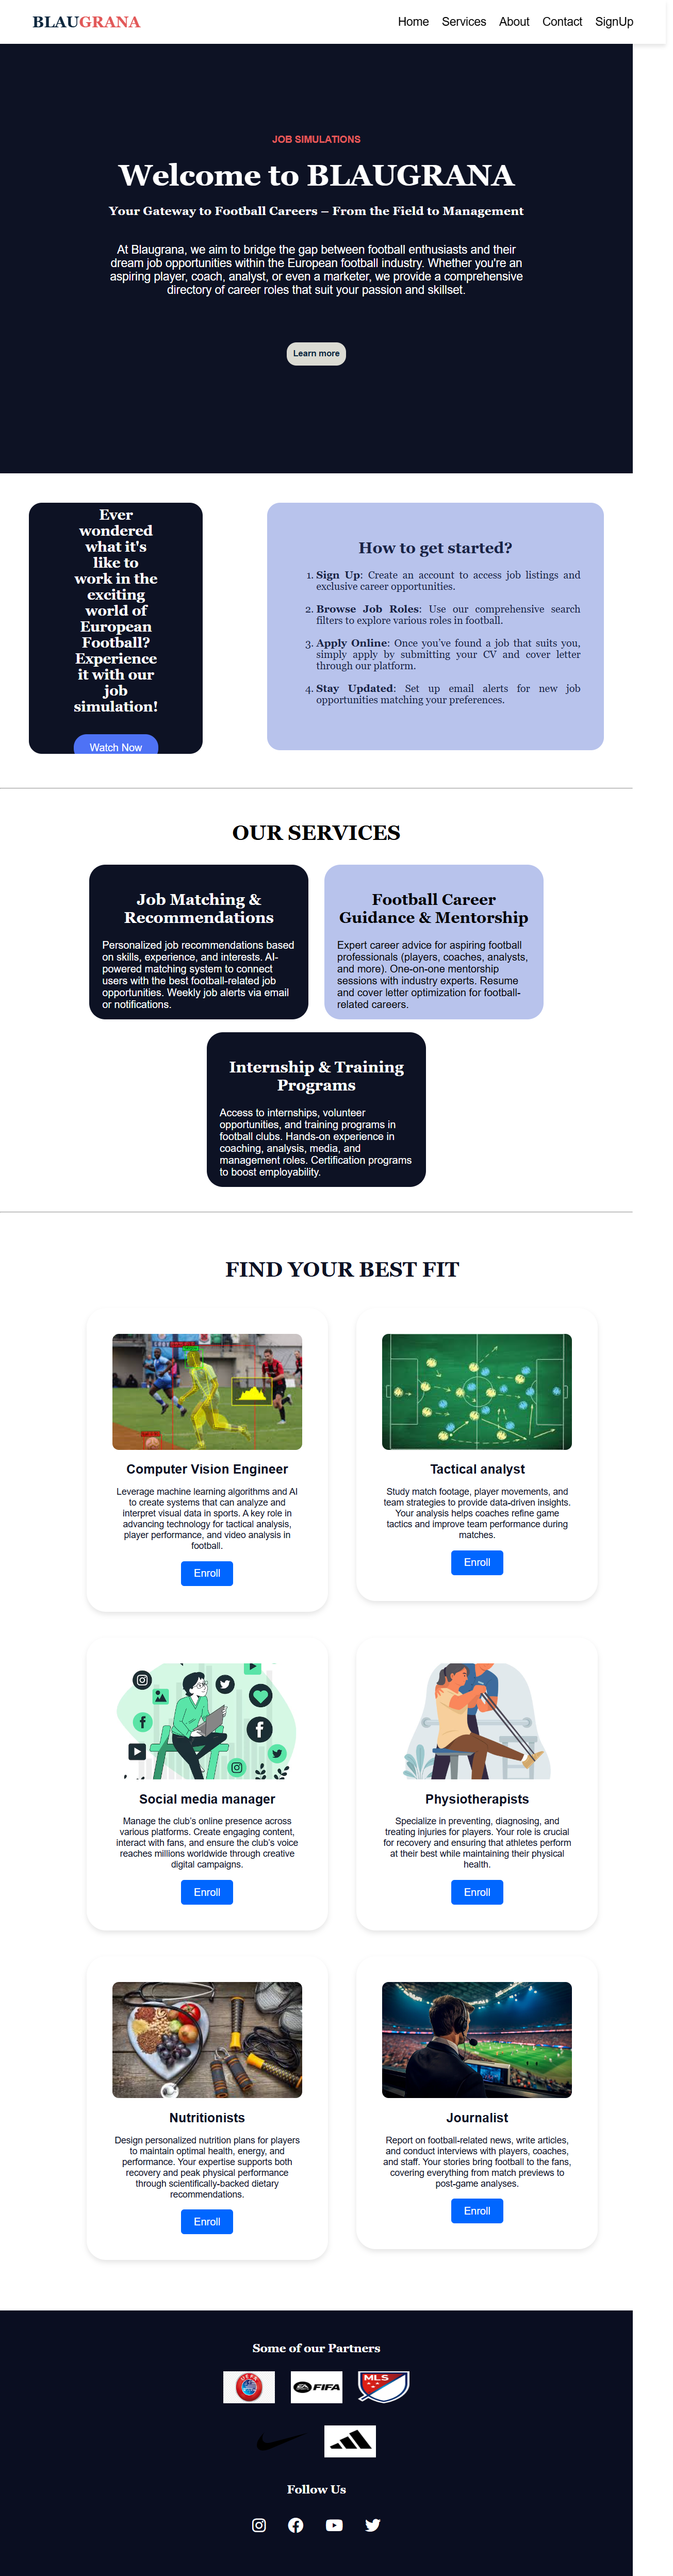 BLAUGRANA
Home Services About Contact SignUp
JOB SIMULATIONS
Welcome to BLAUGRANA
Your Gateway to Football Careers – From the Field to Management
At Blaugrana, we aim to bridge the gap between football enthusiasts and their
dream job opportunities within the European football industry. Whether you're an
aspiring player, coach, analyst, or even a marketer, we provide a comprehensive
directory of career roles that suit your passion and skillset.
Learn more
Ever
wondered
what it's
like to
work in the
exciting
world of
European
Football?
Experience
it with our
job
simulation!
Watch Now
How to get started?
1. Sign Up: Create an account to access job listings and
exclusive career opportunities.
2. Browse Job Roles: Use our comprehensive search
filters to explore various roles in football.
3. Apply Online: Once you've found a job that suits you,
simply apply by submitting your CV and cover letter
through our platform.
4. Stay Updated: Set up email alerts for new job
opportunities matching your preferences.
OUR SERVICES
Job Matching &
Recommendations
Personalized job recommendations based
on skills, experience, and interests. AI-
powered matching system to connect
users with the best football-related job
opportunities. Weekly job alerts via email
or notifications.
Football Career
Guidance & Mentorship
Expert career advice for aspiring football
professionals (players, coaches, analysts,
and more). One-on-one mentorship
sessions with industry experts. Resume
and cover letter optimization for football-
related careers.
Internship & Training
Programs
Access to internships, volunteer
opportunities, and training programs in
football clubs. Hands-on experience in
coaching, analysis, media, and
management roles. Certification programs
to boost employability.
FIND YOUR BEST FIT
Computer Vision Engineer
Leverage machine learning algorithms and AI
to create systems that can analyze and
interpret visual data in sports. A key role in
advancing technology for tactical analysis,
player performance, and video analysis in
football.
Enroll
Tactical analyst
Study match footage, player movements, and
team strategies to provide data-driven insights.
Your analysis helps coaches refine game
tactics and improve team performance during
matches.
Enroll
Social media manager
Manage the club's online presence across
various platforms. Create engaging content,
interact with fans, and ensure the club's voice
reaches millions worldwide through creative
digital campaigns.
Enroll
Physiotherapists
Specialize in preventing, diagnosing, and
treating injuries for players. Your role is crucial
for recovery and ensuring that athletes perform
at their best while maintaining their physical
health.
Enroll
Nutritionists
Design personalized nutrition plans for players
to maintain optimal health, energy, and
performance. Your expertise supports both
recovery and peak physical performance
through scientifically-backed dietary
recommendations.
Enroll
Journalist
Report on football-related news, write articles,
and conduct interviews with players, coaches,
and staff. Your stories bring football to the fans,
covering everything from match previews to
post-game analyses.
Enroll
Some of our Partners
UEFA
EA FIFA
MLS
Follow Us